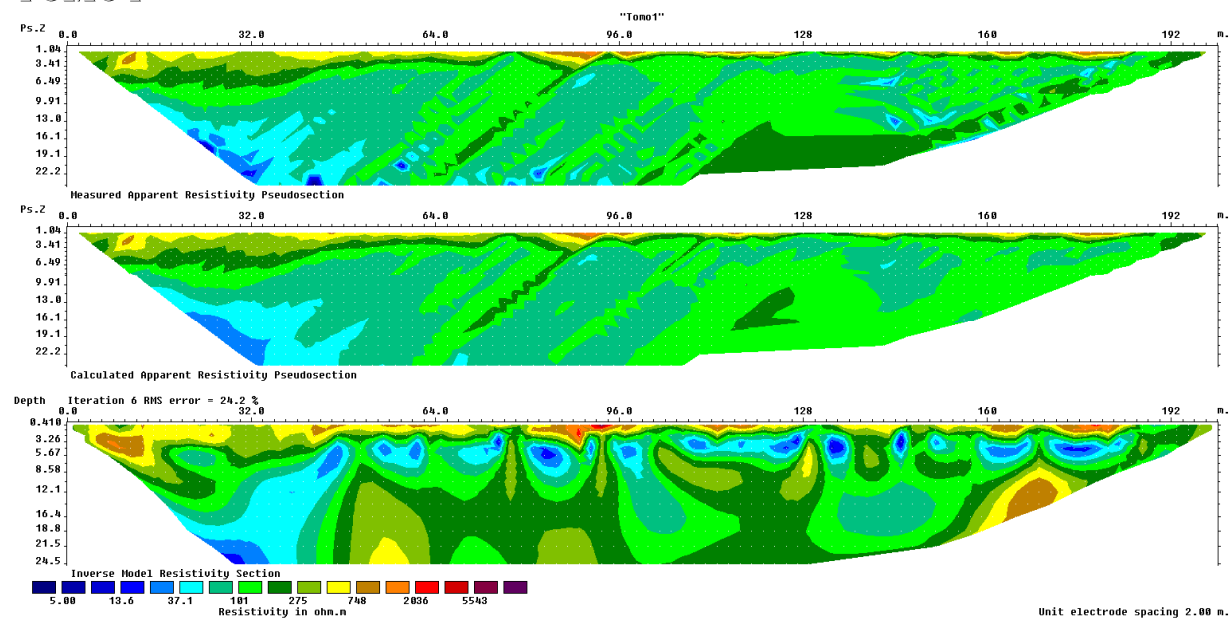 "Tomo1"
Ps.Z 0.0 32.0 64.0 96.0 128 160 192 m.
1.04
3.41
6.49
9.91
13.0
16.1
19.1
22.2
Measured Apparent Resistivity Pseudosection
Ps.Z 0.0 32.0 64.0 96.0 128 160 192 m.
1.04
3.41
6.49
9.91
13.0
16.1
19.1
22.2
Calculated Apparent Resistivity Pseudosection
Depth Iteration 6 RMS error = 24.2 %
0.0 32.0 64.0 96.0 128 160 192 m.
0.410
3.26
5.67
8.58
12.1
16.4
18.8
21.5
24.5
Inverse Model Resistivity Section
5.00 13.6 37.1 101 275 748 2036 5543
Resistivity in ohm.m Unit electrode spacing 2.00 m.